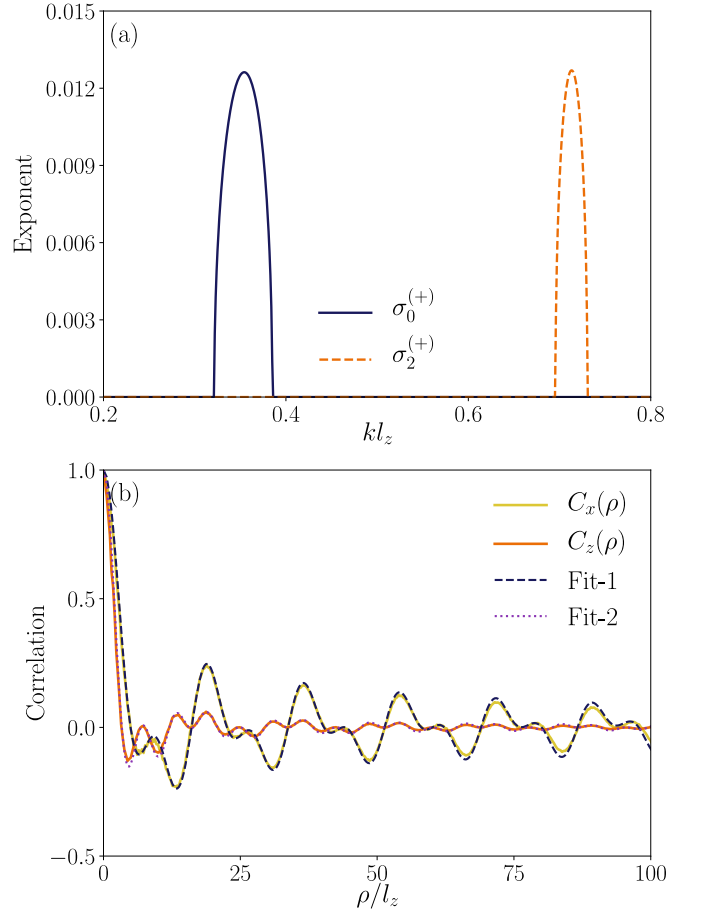 0.015
(a)
0.012
0.009
0.006
0.003
0.000
Exponent
σ₀⁽⁺⁾
σ₂⁽⁺⁾
0.2 0.4 0.6 0.8
kl_z
1.0
(b)
0.5
0.0
−0.5
Correlation
C_x(ρ)
C_z(ρ)
Fit-1
Fit-2
0 25 50 75 100
ρ/l_z